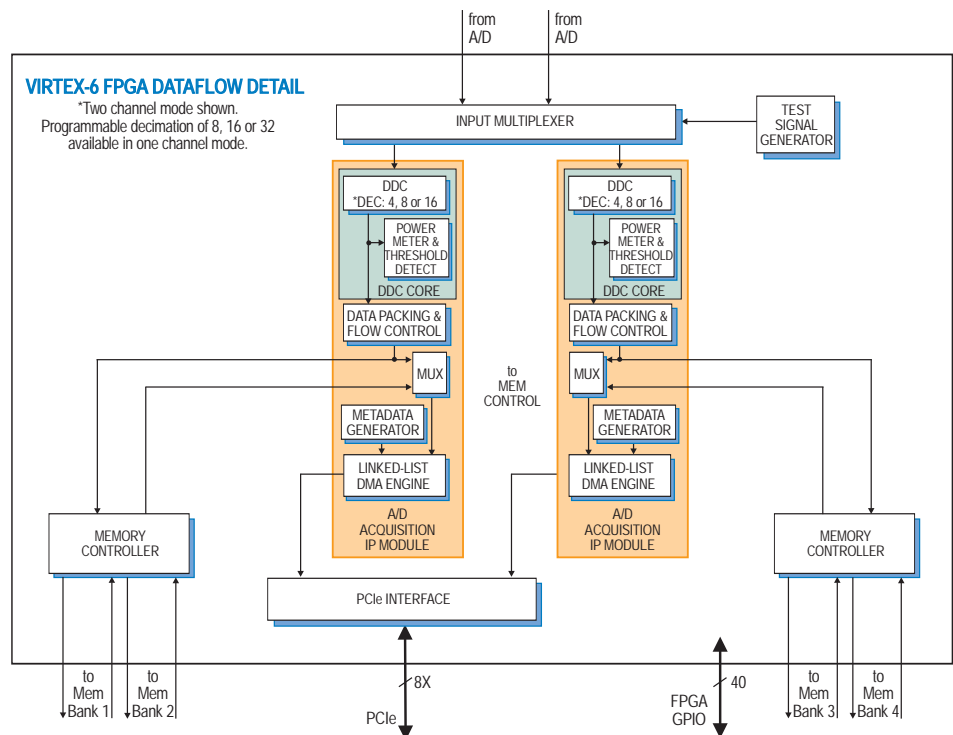 from
A/D
from
A/D
VIRTEX-6 FPGA DATAFLOW DETAIL
*Two channel mode shown.
Programmable decimation of 8, 16 or 32
available in one channel mode.
INPUT MULTIPLEXER
TEST
SIGNAL
GENERATOR
DDC
*DEC: 4, 8 or 16
POWER
METER &
THRESHOLD
DETECT
DDC CORE
DATA PACKING &
FLOW CONTROL
MUX
METADATA
GENERATOR
LINKED-LIST
DMA ENGINE
A/D
ACQUISITION
IP MODULE
to
MEM
CONTROL
DDC
*DEC: 4, 8 or 16
POWER
METER &
THRESHOLD
DETECT
DDC CORE
DATA PACKING &
FLOW CONTROL
MUX
METADATA
GENERATOR
LINKED-LIST
DMA ENGINE
A/D
ACQUISITION
IP MODULE
MEMORY
CONTROLLER
MEMORY
CONTROLLER
PCIe INTERFACE
to
Mem
Bank 1
to
Mem
Bank 2
8X
PCIe
40
FPGA
GPIO
to
Mem
Bank 3
to
Mem
Bank 4